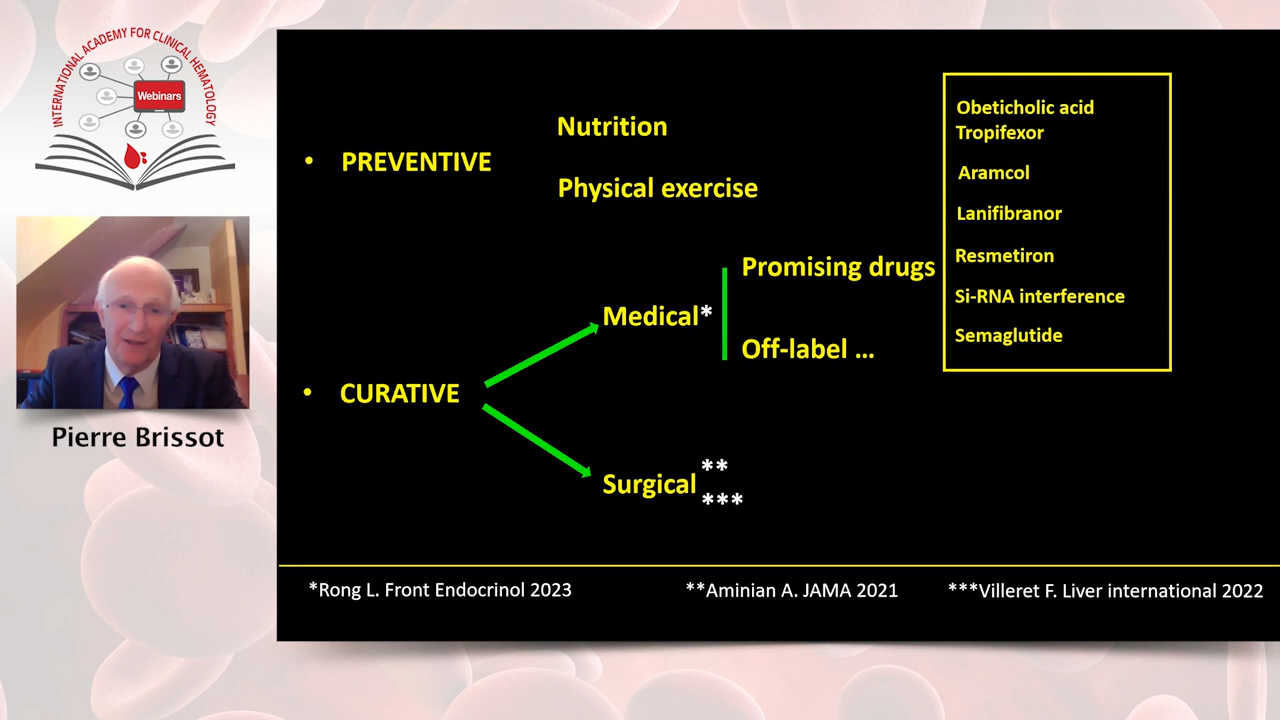 INTERNATIONAL ACADEMY FOR CLINICAL HEMATOLOGY
Webinars
Pierre Brissot
• PREVENTIVE
Nutrition
Physical exercise
• CURATIVE
Medical*
Promising drugs
Off-label ...
Obeticholic acid
Tropifexor
Aramcol
Lanifibranor
Resmetiron
Si-RNA interference
Semaglutide
Surgical
**
***
*Rong L. Front Endocrinol 2023
**Aminian A. JAMA 2021
***Villeret F. Liver international 2022